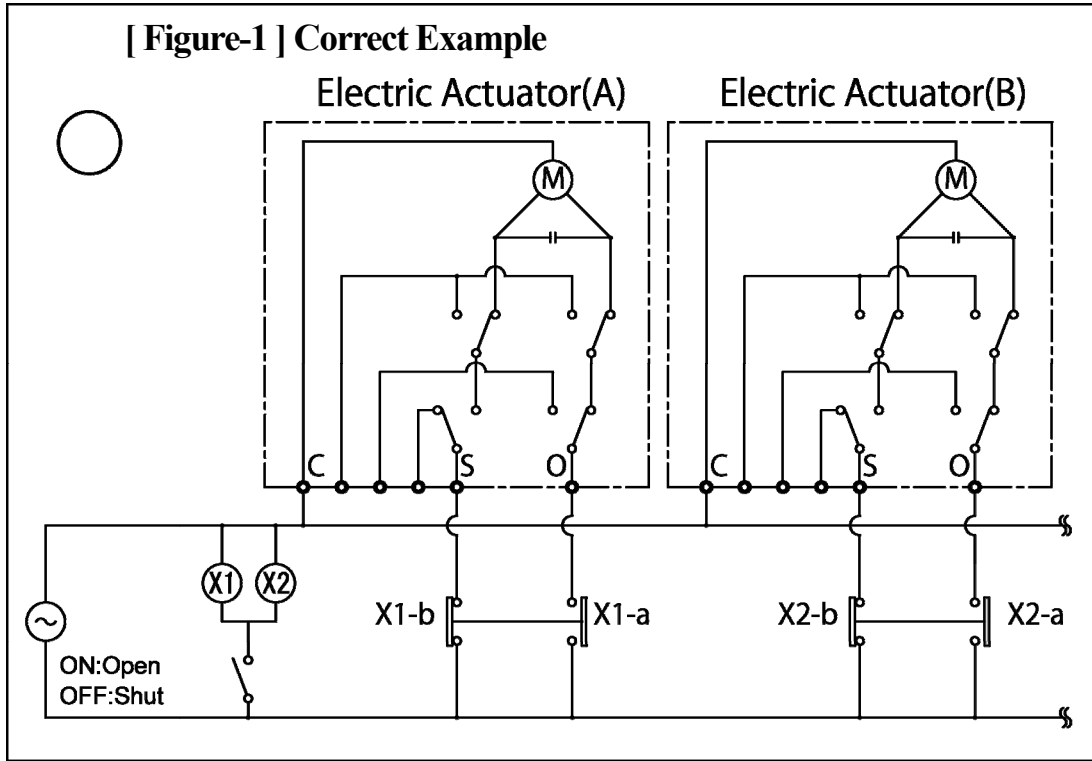 [ Figure-1 ] Correct Example
Electric Actuator(A)
Electric Actuator(B)
M
M
C
S
O
C
S
O
X1
X2
X1-b
X1-a
X2-b
X2-a
ON:Open
OFF:Shut